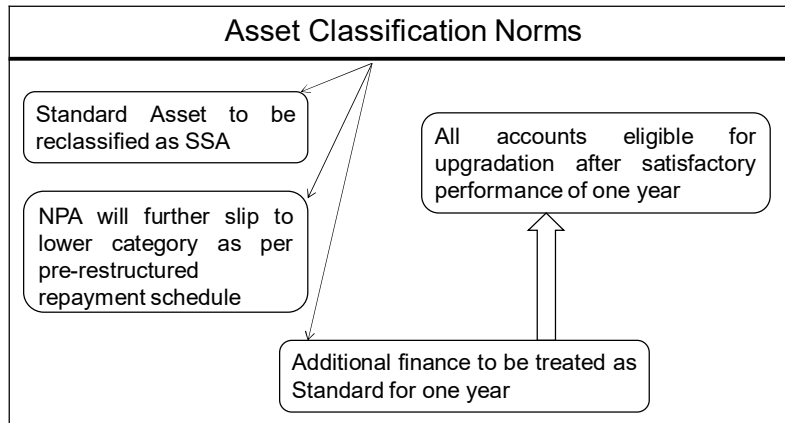 Asset Classification Norms
Standard Asset to be
reclassified as SSA
All accounts eligible for
upgradation after satisfactory
performance of one year
NPA will further slip to
lower category as per
pre-restructured
repayment schedule
Additional finance to be treated as
Standard for one year